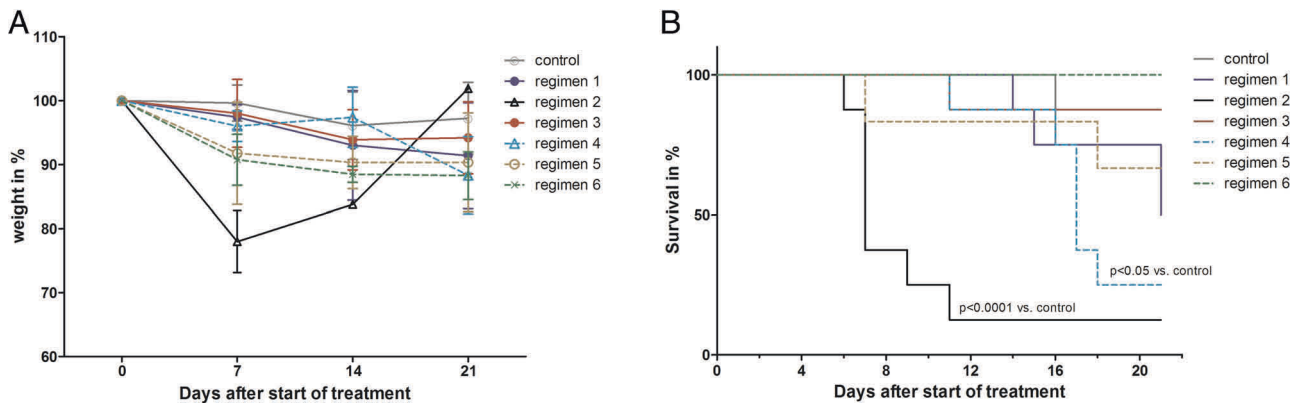 A
110
100
90
80
70
60
weight in %
0
7
14
21
Days after start of treatment
control
regimen 1
regimen 2
regimen 3
regimen 4
regimen 5
regimen 6
B
100
50
0
Survival in %
0
4
8
12
16
20
Days after start of treatment
p<0.05 vs. control
p<0.0001 vs. control
control
regimen 1
regimen 2
regimen 3
regimen 4
regimen 5
regimen 6